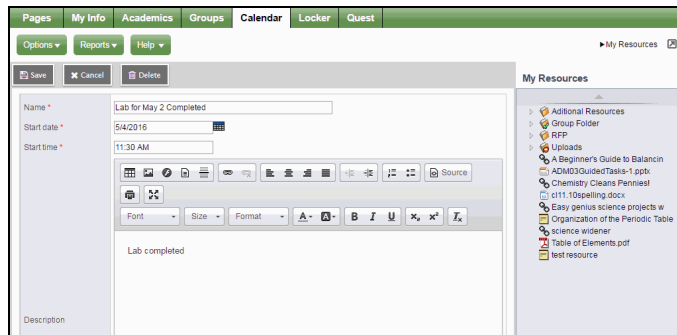 Pages My Info Academics Groups Calendar Locker Quest
Options Reports Help My Resources
Save Cancel Delete
My Resources
Name *
Lab for May 2 Completed
Start date *
5/4/2016
Start time *
11:30 AM
Source
Font Size Format A A B I U x₂ x² Tx
Lab completed
Description
Aditional Resources
Group Folder
RFP
Uploads
A Beginner's Guide to Balancin
ADM03GuidedTasks-1.pptx
Chemistry Cleans Pennies!
cl11.10spelling.docx
Easy genius science projects w
Organization of the Periodic Table
science widener
Table of Elements.pdf
test resource